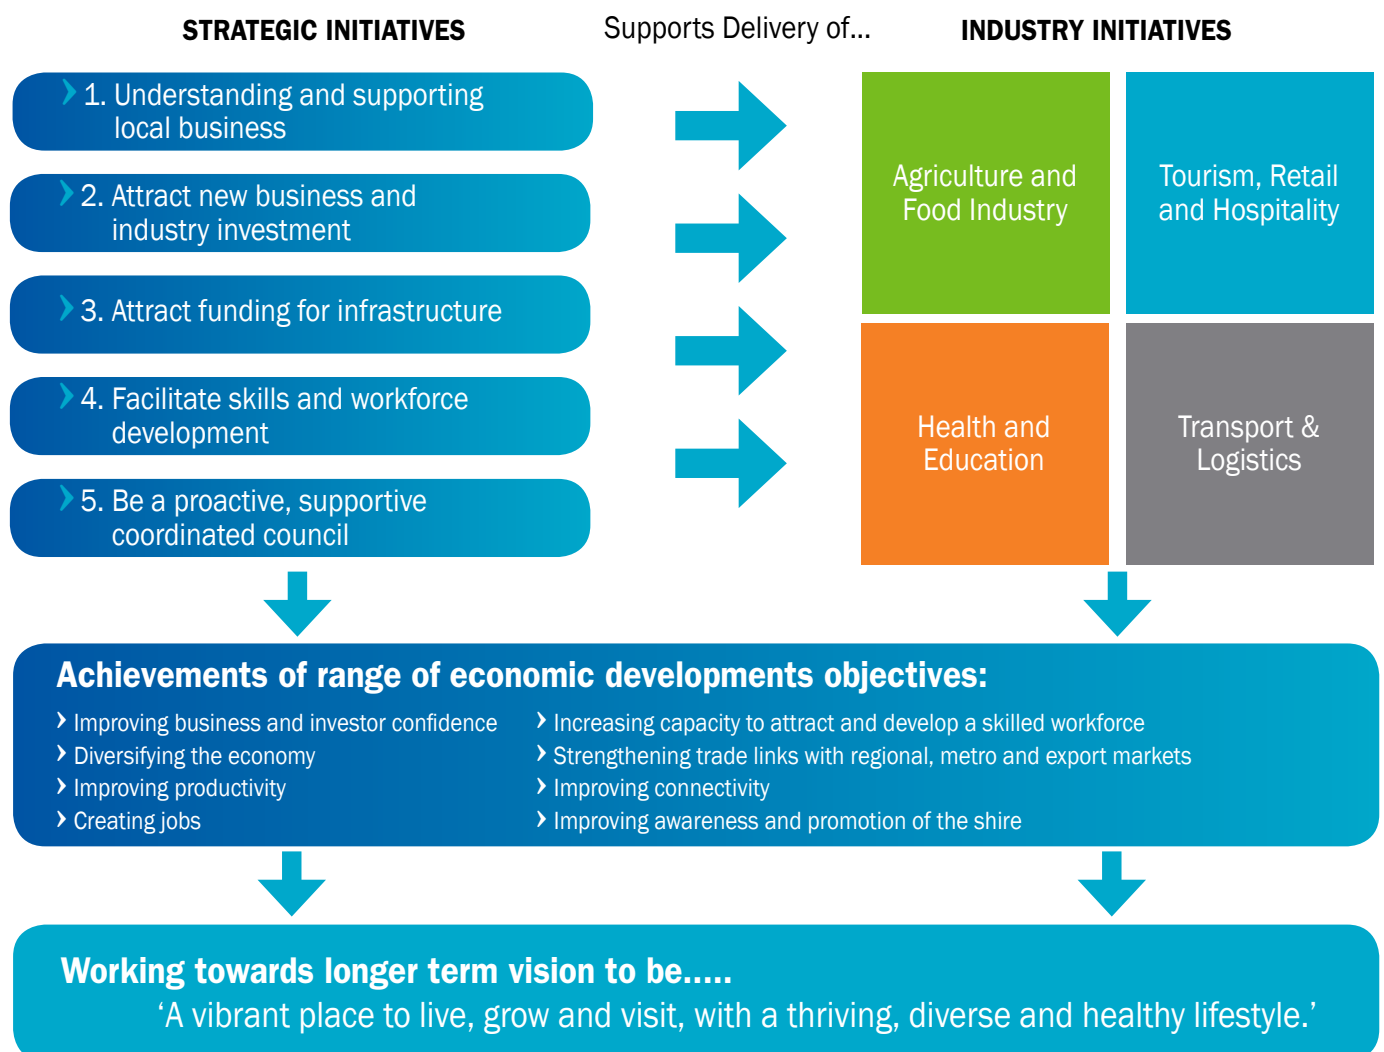 STRATEGIC INITIATIVES
Supports Delivery of...
INDUSTRY INITIATIVES
1. Understanding and supporting
local business
2. Attract new business and
industry investment
3. Attract funding for infrastructure
4. Facilitate skills and workforce
development
5. Be a proactive, supportive
coordinated council
Agriculture and
Food Industry
Tourism, Retail
and Hospitality
Health and
Education
Transport &
Logistics
Achievements of range of economic developments objectives:
Improving business and investor confidence
Diversifying the economy
Improving productivity
Creating jobs
Increasing capacity to attract and develop a skilled workforce
Strengthening trade links with regional, metro and export markets
Improving connectivity
Improving awareness and promotion of the shire
Working towards longer term vision to be.....
‘A vibrant place to live, grow and visit, with a thriving, diverse and healthy lifestyle.’